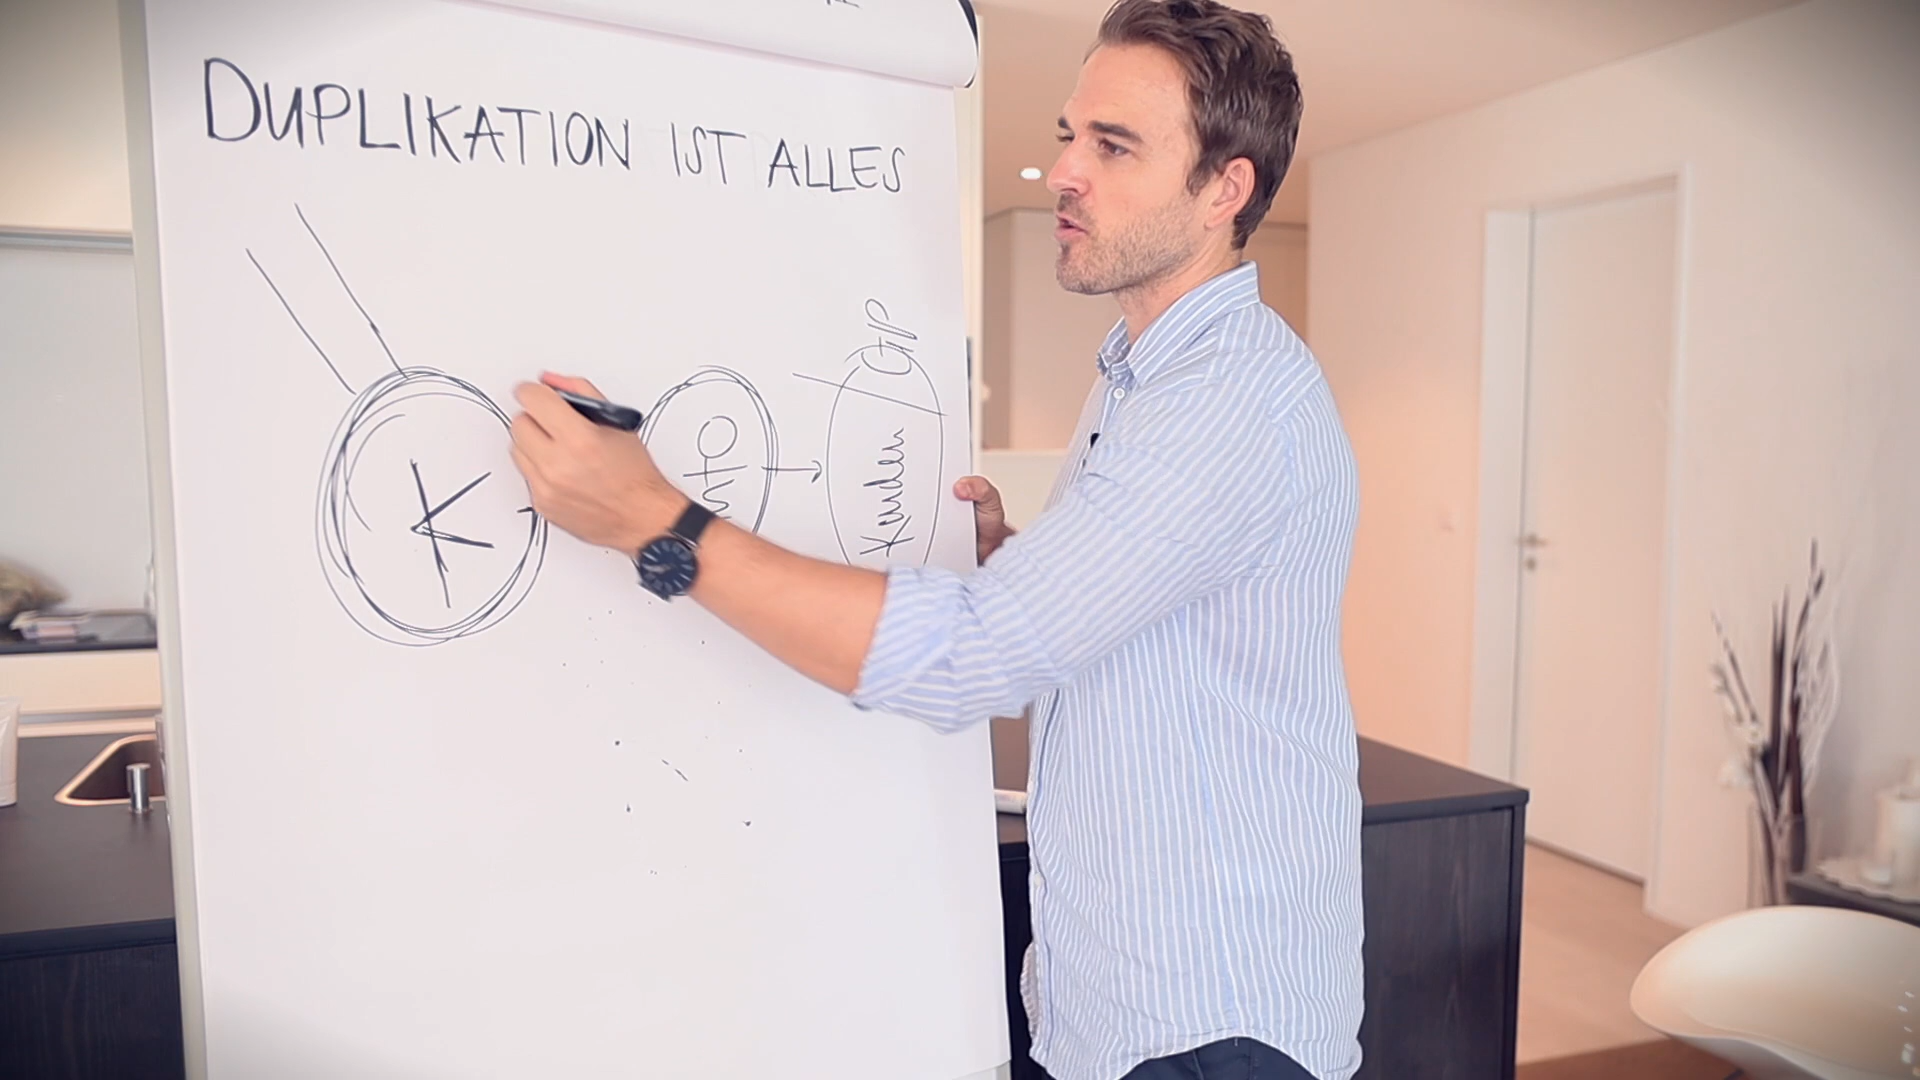 DUPLIKATION IST ALLES
K
GP
Kunden